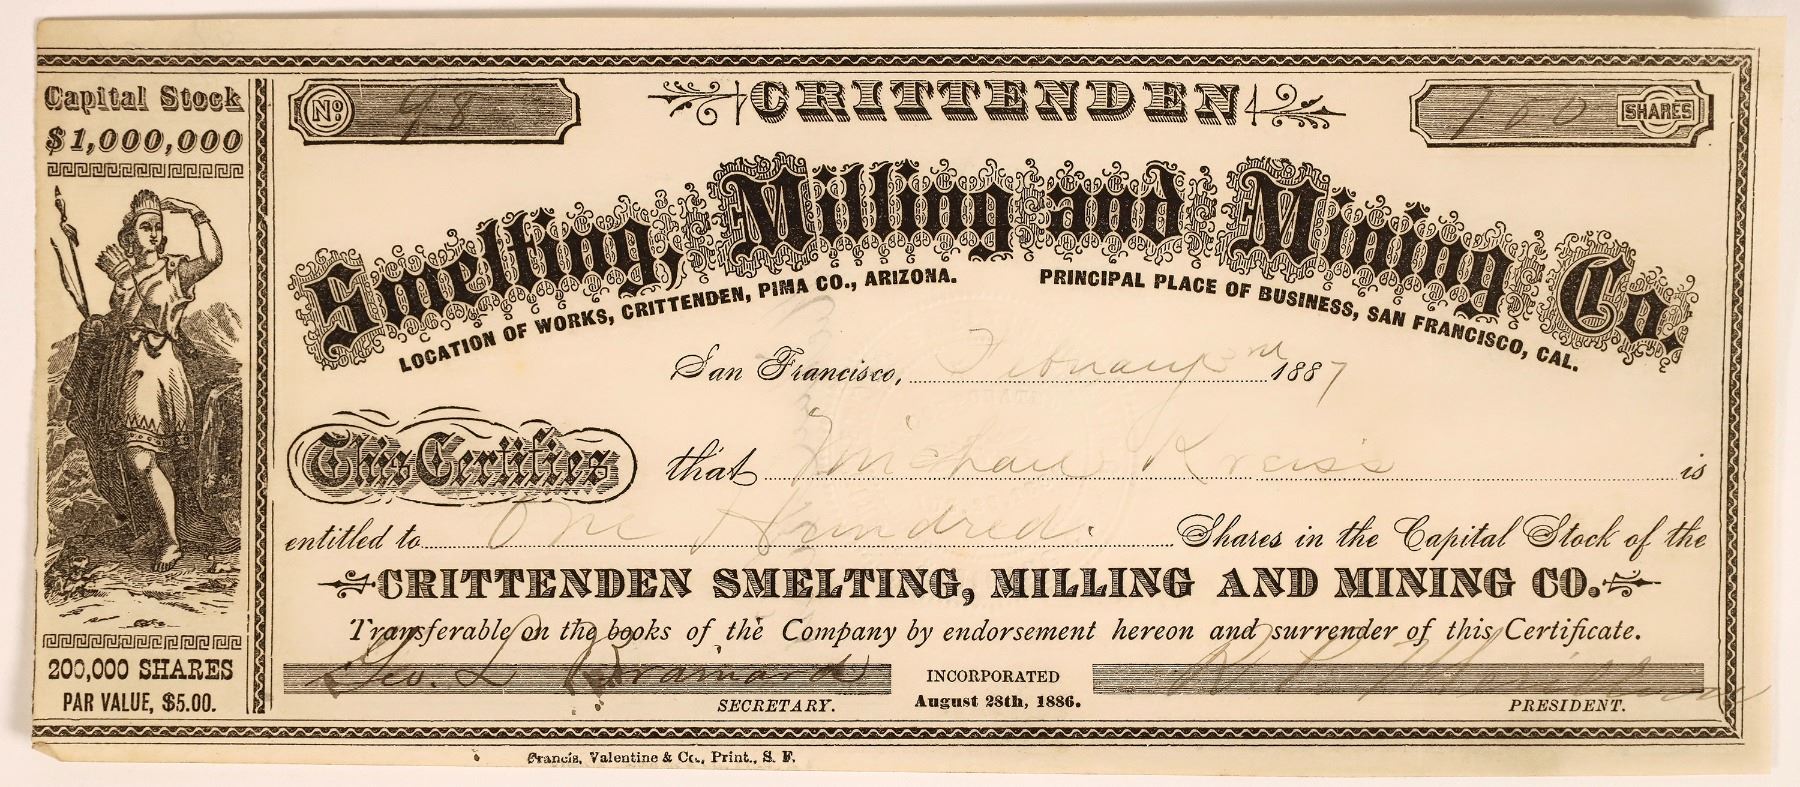 Capital Stock
$1,000,000
No. 98
CRITTENDEN
100 SHARES
Smelting, Milling and Mining Co.
LOCATION OF WORKS, CRITTENDEN, PIMA CO., ARIZONA. PRINCIPAL PLACE OF BUSINESS, SAN FRANCISCO, CAL.
San Francisco, February 3rd 1887
This Certifies that Michael Kreiss is
entitled to One Hundred. Shares in the Capital Stock of the
CRITTENDEN SMELTING, MILLING AND MINING CO.
Transferable on the books of the Company by endorsement hereon and surrender of this Certificate.
Geo. L. Brainard
SECRETARY.
INCORPORATED
August 28th, 1886.
PRESIDENT.
200,000 SHARES
PAR VALUE, $5.00.
Francis, Valentine & Co., Print., S. F.